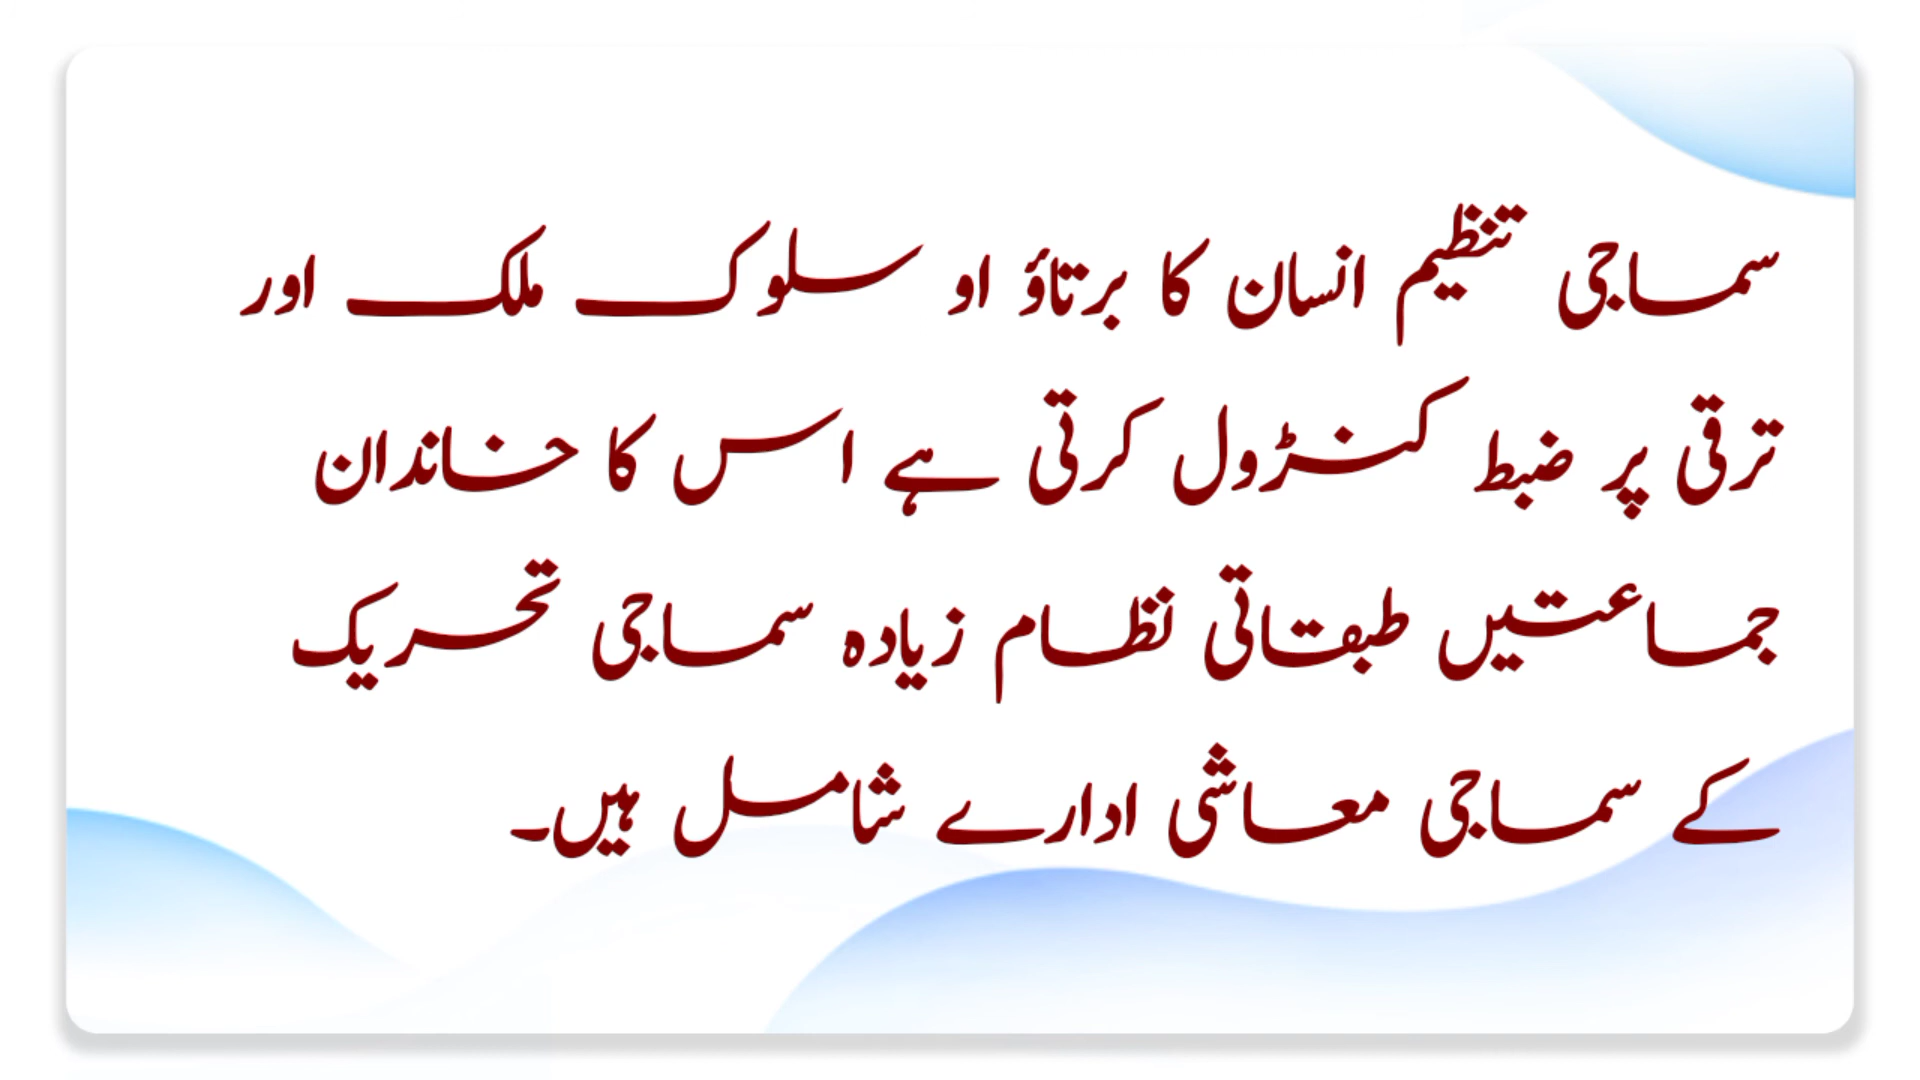 سماجی تنظیم انسان کا برتاؤ او سلوک ملک اور
ترقی پر ضبط کنڑول کرتی ہے اس کا خاندان
جماعتیں طبقاتی نظام زیادہ سماجی تحریک
کے سماجی معاشی ادارے شامل ہیں۔